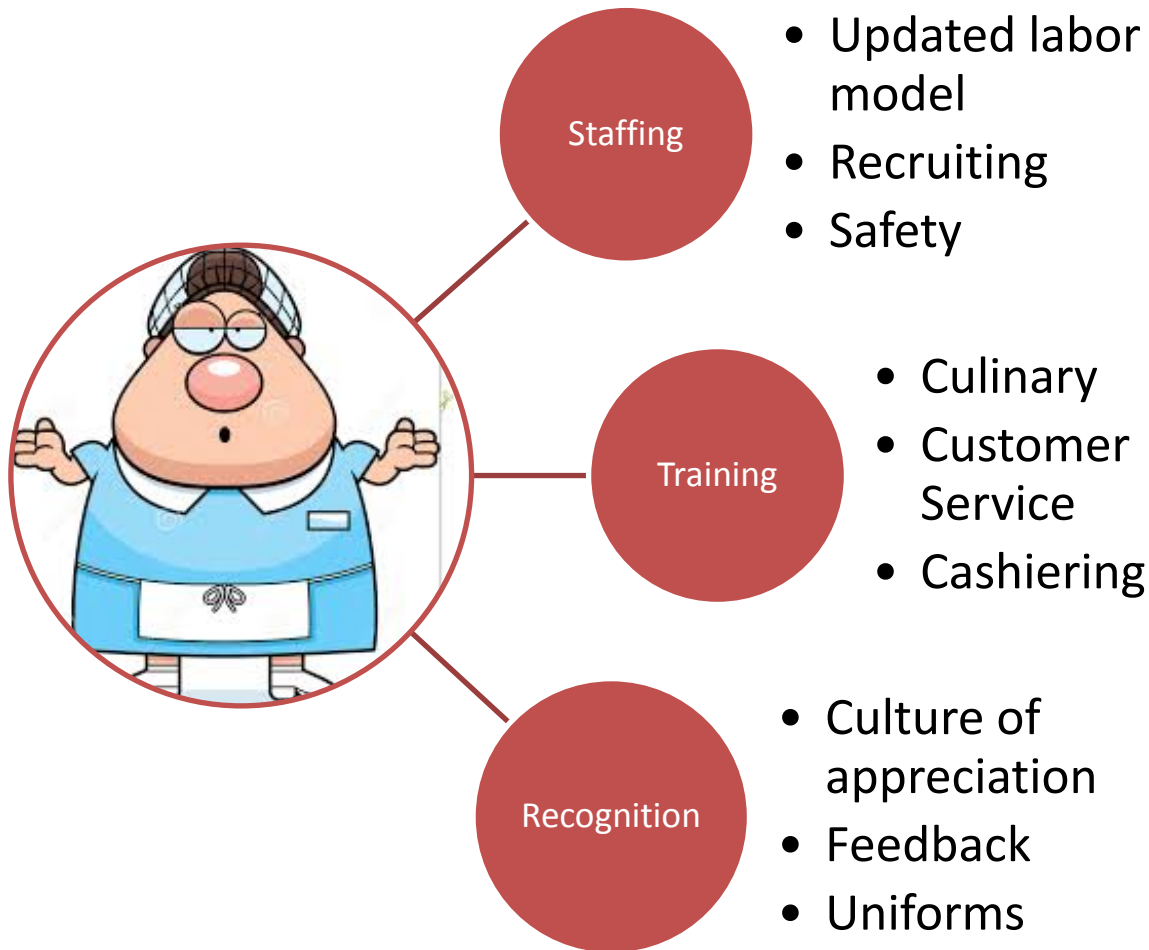 Staffing
• Updated labor
model
• Recruiting
• Safety
Training
• Culinary
• Customer
Service
• Cashiering
Recognition
• Culture of
appreciation
• Feedback
• Uniforms